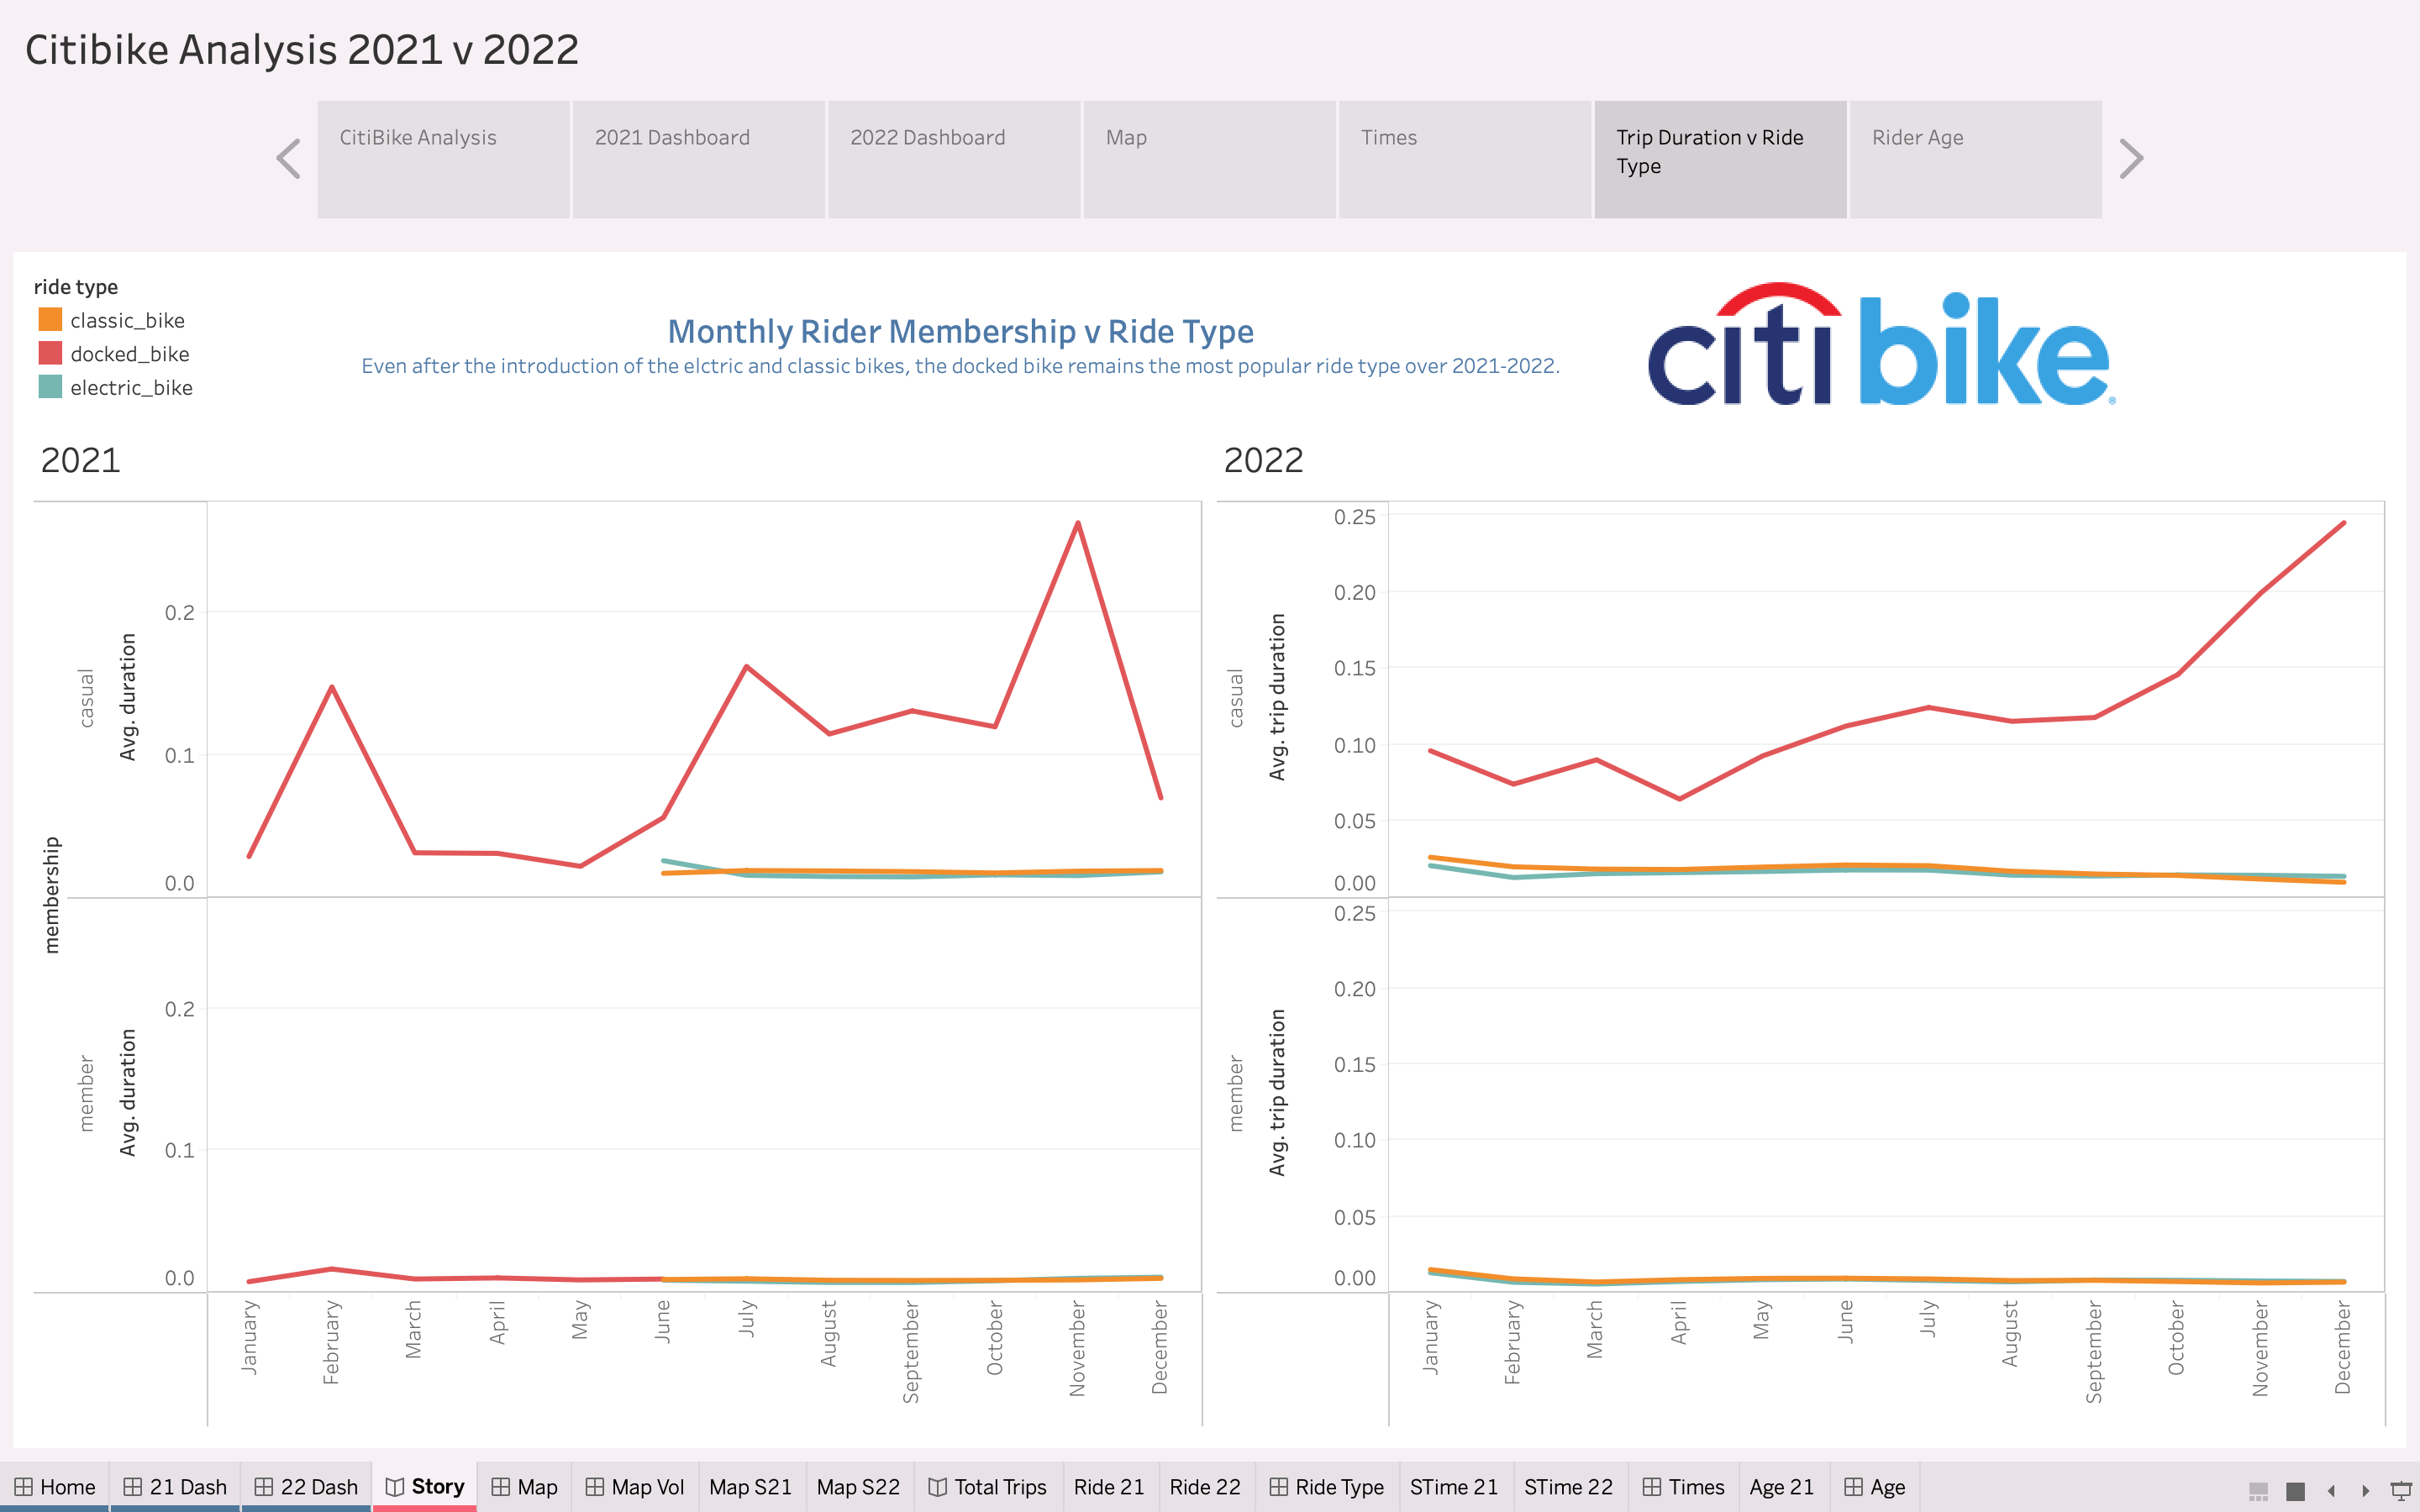 Citibike Analysis 2021 v 2022
CitiBike Analysis
2021 Dashboard
2022 Dashboard
Map
Times
Trip Duration v Ride
Type
Rider Age
ride type
classic_bike
docked_bike
electric_bike
Monthly Rider Membership v Ride Type
Even after the introduction of the elctric and classic bikes, the docked bike remains the most popular ride type over 2021-2022.
citi bike®
2021
membership
casual
Avg. duration
0.2
0.1
0.0
member
Avg. duration
0.2
0.1
0.0
January
February
March
April
May
June
July
August
September
October
November
December
2022
casual
Avg. trip duration
0.25
0.20
0.15
0.10
0.05
0.00
member
Avg. trip duration
0.25
0.20
0.15
0.10
0.05
0.00
January
February
March
April
May
June
July
August
September
October
November
December
Home
21 Dash
22 Dash
Story
Map
Map Vol
Map S21
Map S22
Total Trips
Ride 21
Ride 22
Ride Type
STime 21
STime 22
Times
Age 21
Age